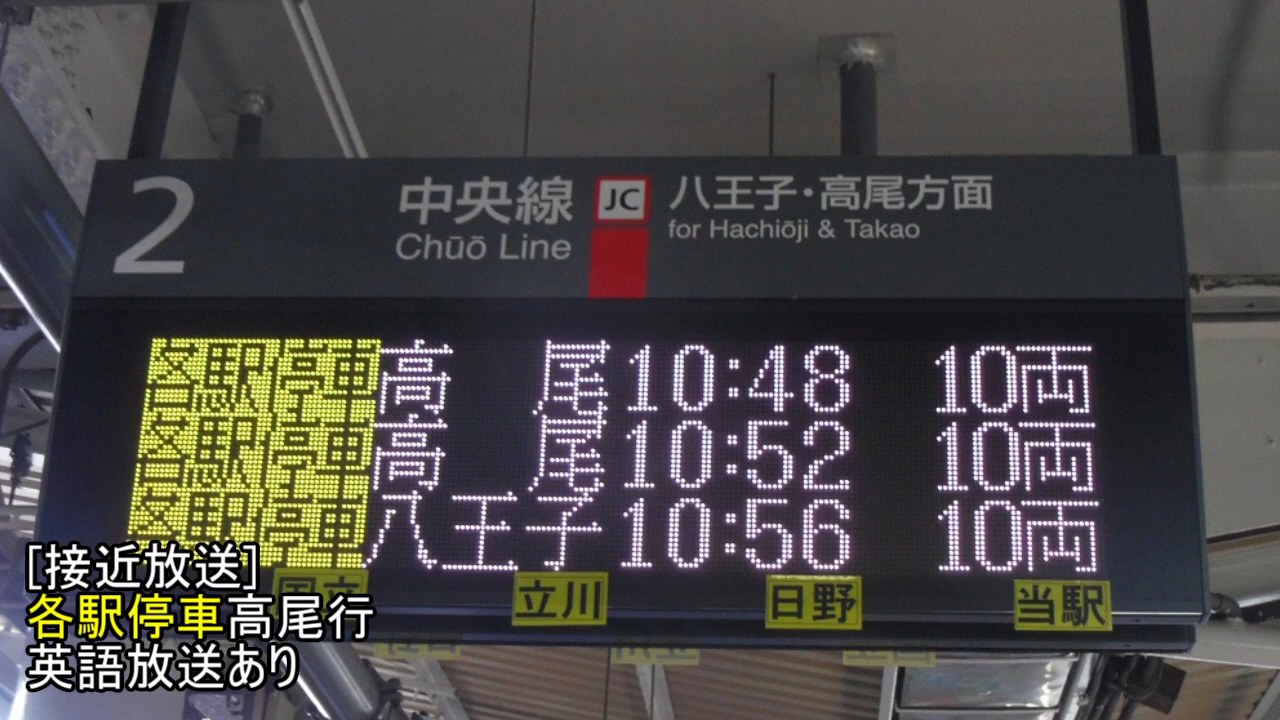 2
中央線 JC 八王子・高尾方面
Chūō Line for Hachiōji & Takao
各駅停車 高尾 10:48 10両
各駅停車 高尾 10:52 10両
各駅停車 八王子 10:56 10両
国立 立川 日野 当駅
[接近放送]
各駅停車高尾行
英語放送あり